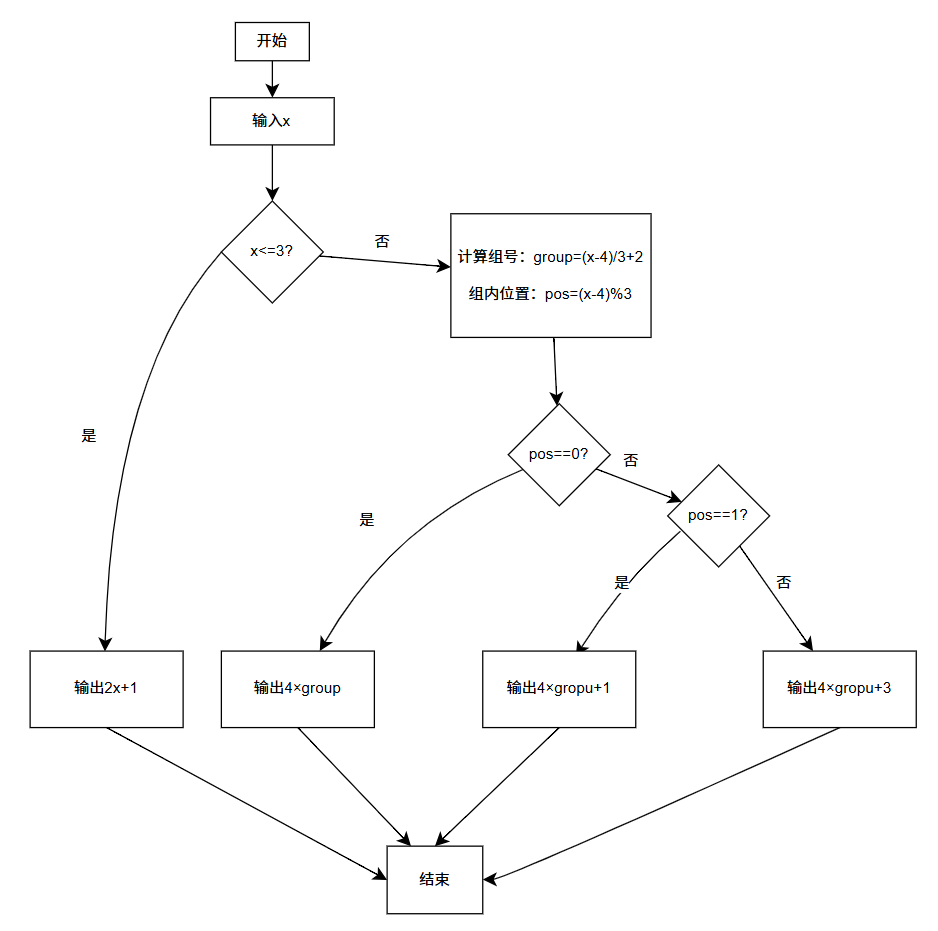 开始
输入x
x<=3?
否
计算组号：group=(x-4)/3+2
组内位置：pos=(x-4)%3
是
pos==0?
否
pos==1?
是
是
否
输出2x+1
输出4×group
输出4×gropu+1
输出4×gropu+3
结束